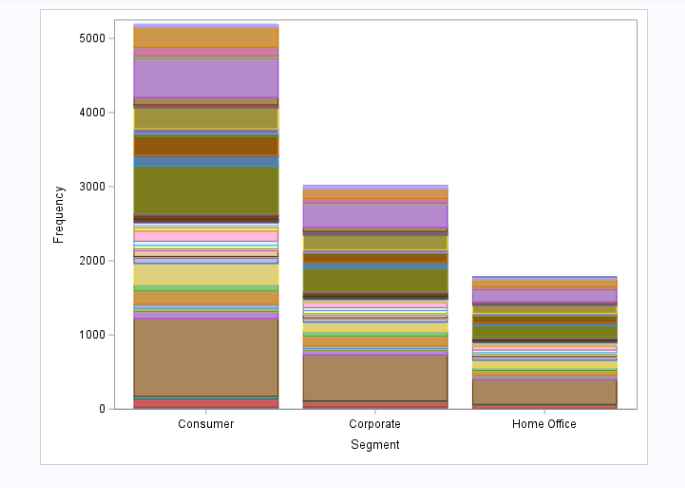 5000
4000
3000
2000
1000
0
Frequency
Consumer
Corporate
Home Office
Segment